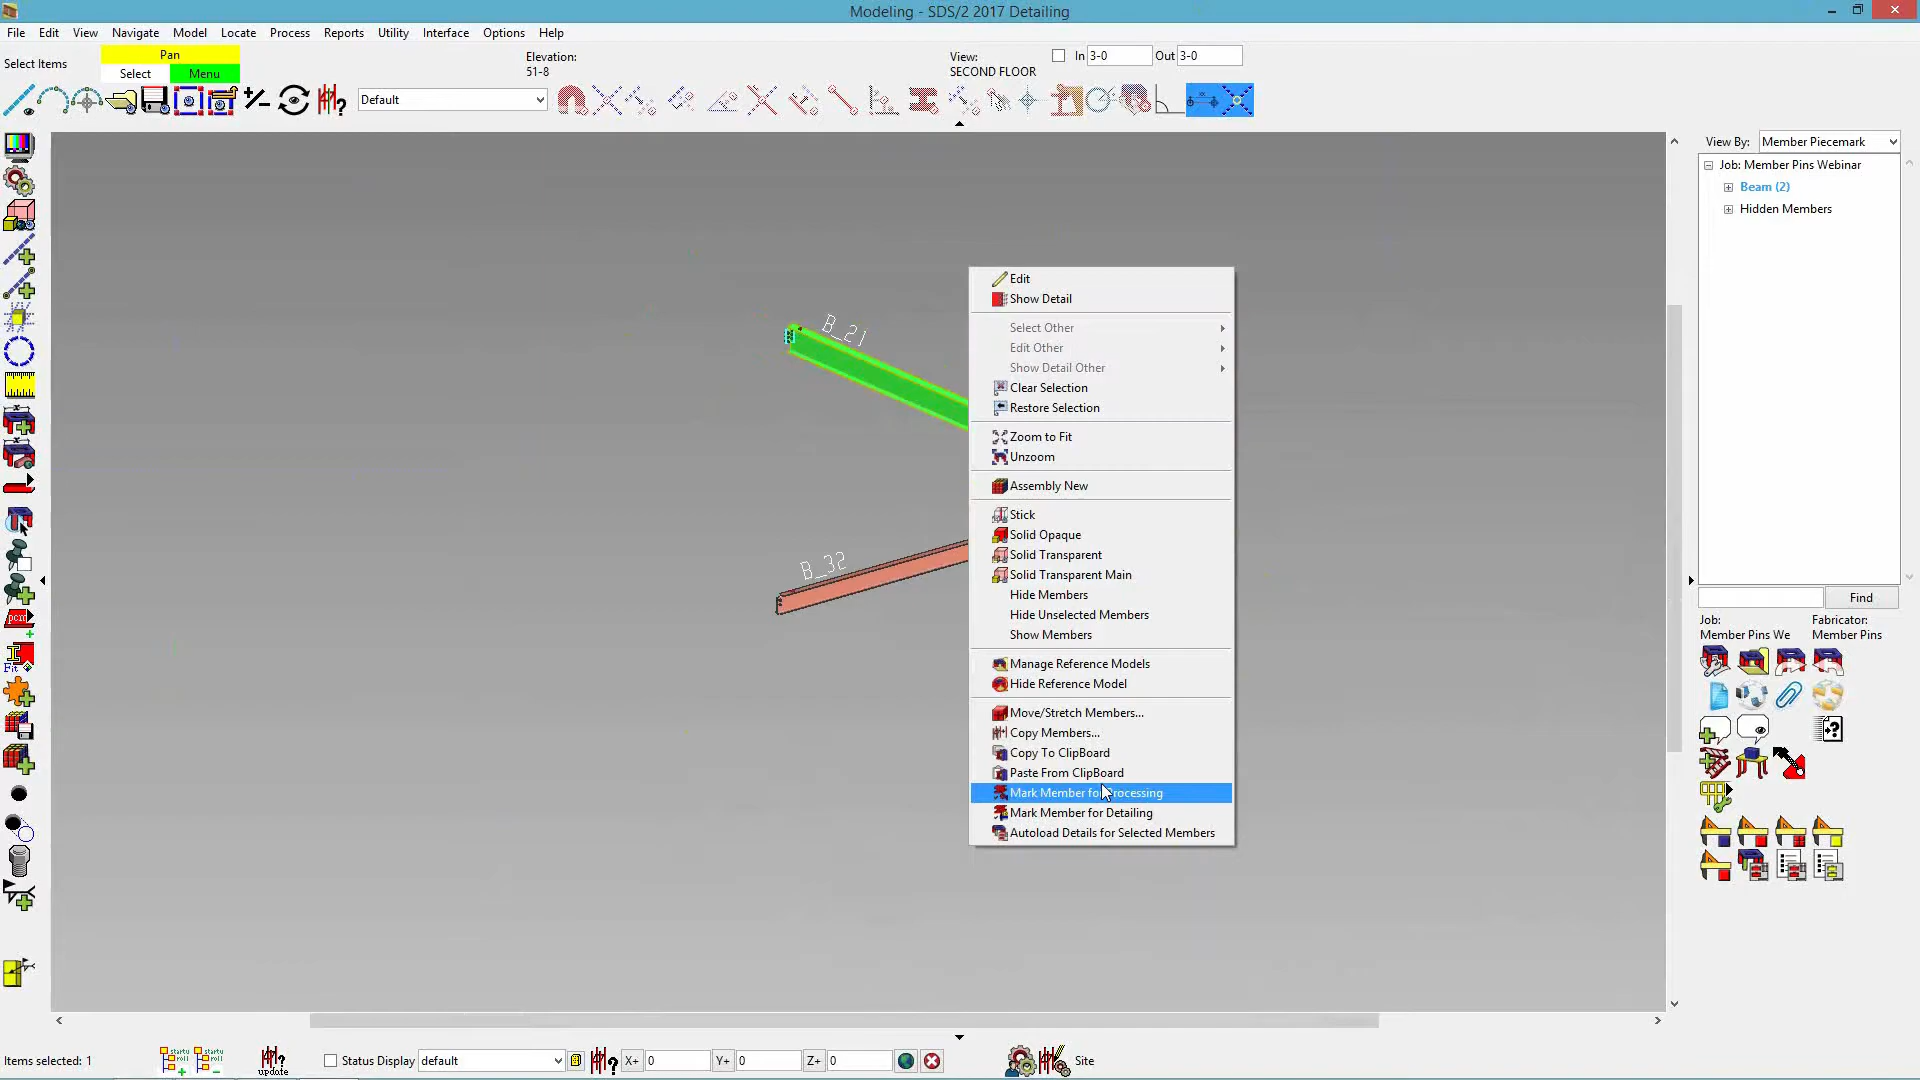 Modeling - SDS/2 2017 Detailing
File Edit View Navigate Model Locate Process Reports Utility Interface Options Help
Select Items
Pan
Select Menu
Elevation:
51-8
View:
SECOND FLOOR
In 3-0 Out 3-0
Default
View By: Member Piecemark
Job: Member Pins Webinar
Beam (2)
Hidden Members
B_21
B_32
Edit
Show Detail
Select Other
Edit Other
Show Detail Other
Clear Selection
Restore Selection
Zoom to Fit
Unzoom
Assembly New
Stick
Solid Opaque
Solid Transparent
Solid Transparent Main
Hide Members
Hide Unselected Members
Show Members
Manage Reference Models
Hide Reference Model
Move/Stretch Members...
Copy Members...
Copy To ClipBoard
Paste From ClipBoard
Mark Member for Processing
Mark Member for Detailing
Autoload Details for Selected Members
Find
Job: Fabricator:
Member Pins We Member Pins
pcm
Fit
Items selected: 1
startu
roll
startu
roll
update
Status Display default
X+ 0 Y+ 0 Z+ 0
Site